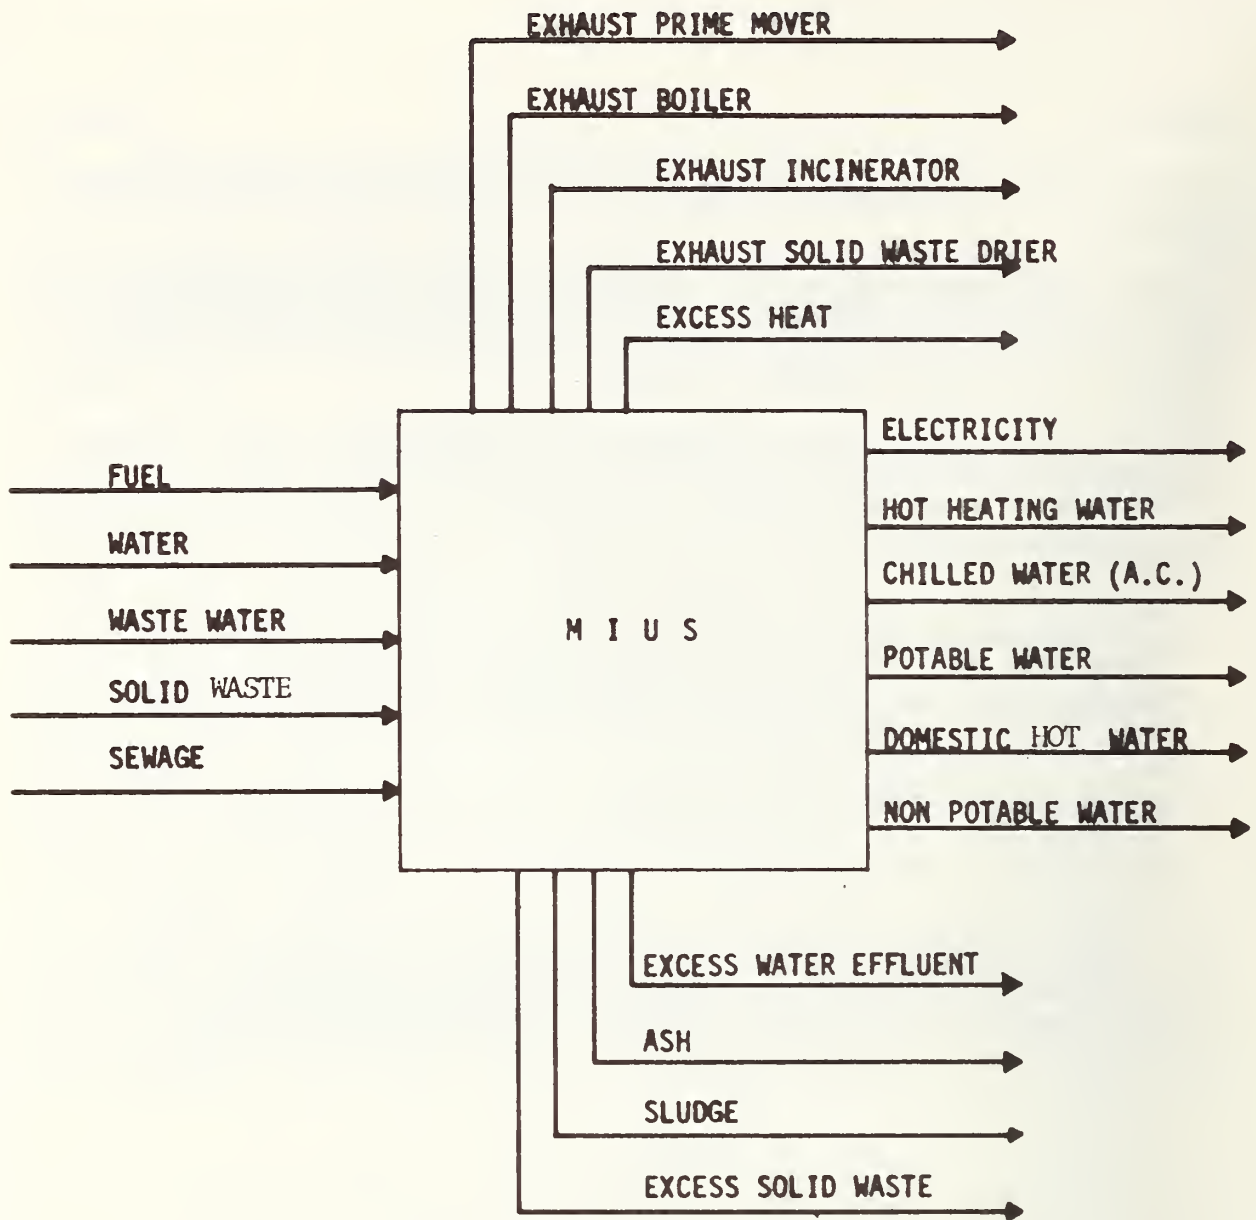 EXHAUST PRIME MOVER
EXHAUST BOILER
EXHAUST INCINERATOR
EXHAUST SOLID WASTE DRIER
EXCESS HEAT
FUEL
WATER
WASTE WATER
SOLID WASTE
SEWAGE
M I U S
ELECTRICITY
HOT HEATING WATER
CHILLED WATER (A.C.)
POTABLE WATER
DOMESTIC HOT WATER
NON POTABLE WATER
EXCESS WATER EFFLUENT
ASH
SLUDGE
EXCESS SOLID WASTE